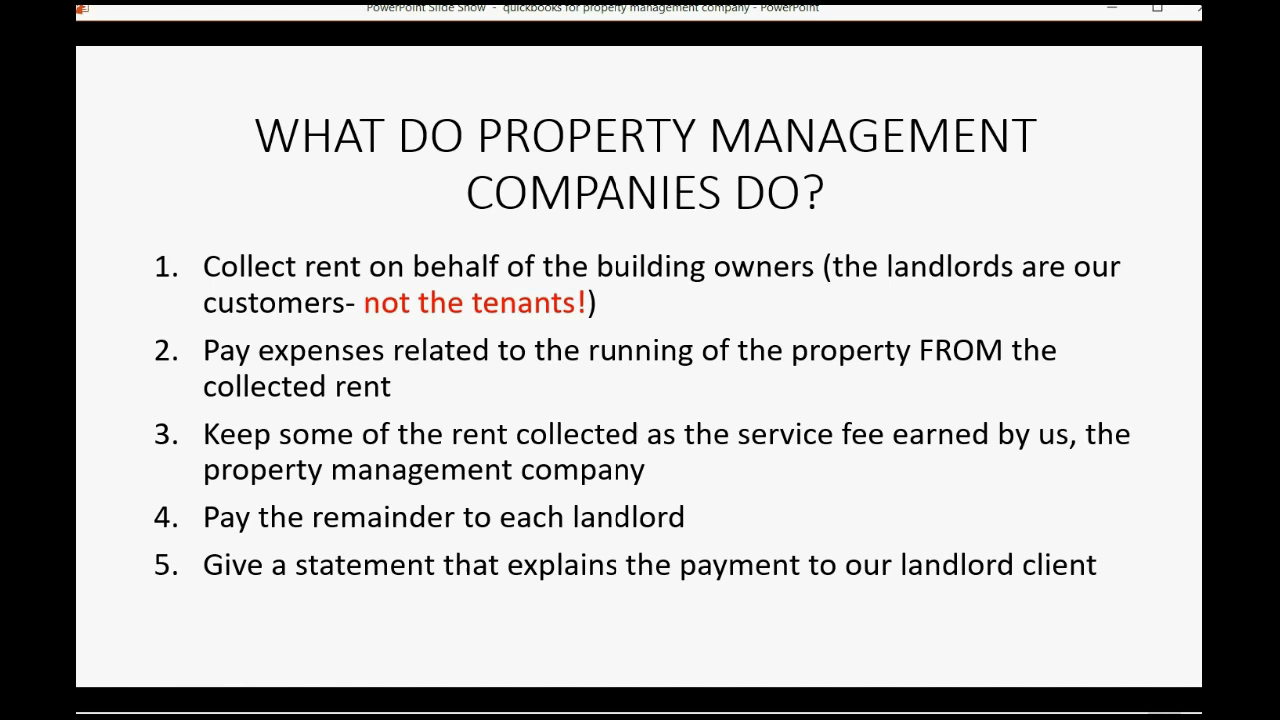 PowerPoint Slide Show - quickbooks for property management company - PowerPoint
WHAT DO PROPERTY MANAGEMENT
COMPANIES DO?
1. Collect rent on behalf of the building owners (the landlords are our
customers- not the tenants!)
2. Pay expenses related to the running of the property FROM the
collected rent
3. Keep some of the rent collected as the service fee earned by us, the
property management company
4. Pay the remainder to each landlord
5. Give a statement that explains the payment to our landlord client